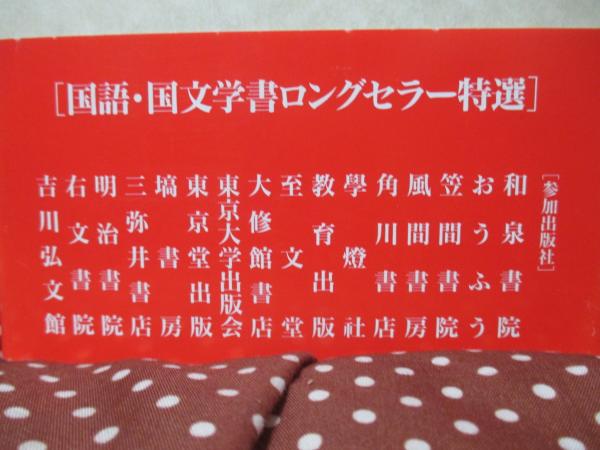 [国語・国文学書ロングセラー特選]
[参加出版社]
和泉書院
おうふう
笠間書院
風間書房
角川書店
學燈社
教育出版
至文堂
大修館書店
東京大学出版会
東京堂出版
塙書房
三弥井書店
明治書院
右文書院
吉川弘文館